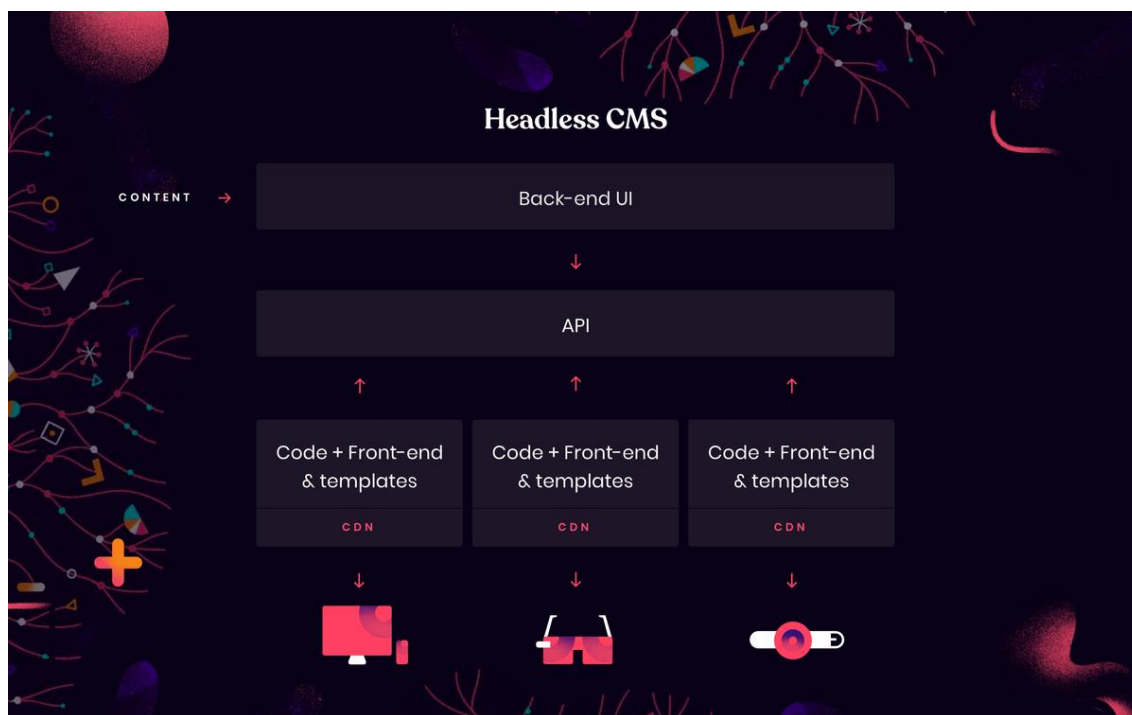 Headless CMS
CONTENT →
Back-end UI
↓
API
↑ ↑ ↑
Code + Front-end
& templates
CDN
Code + Front-end
& templates
CDN
Code + Front-end
& templates
CDN
↓ ↓ ↓